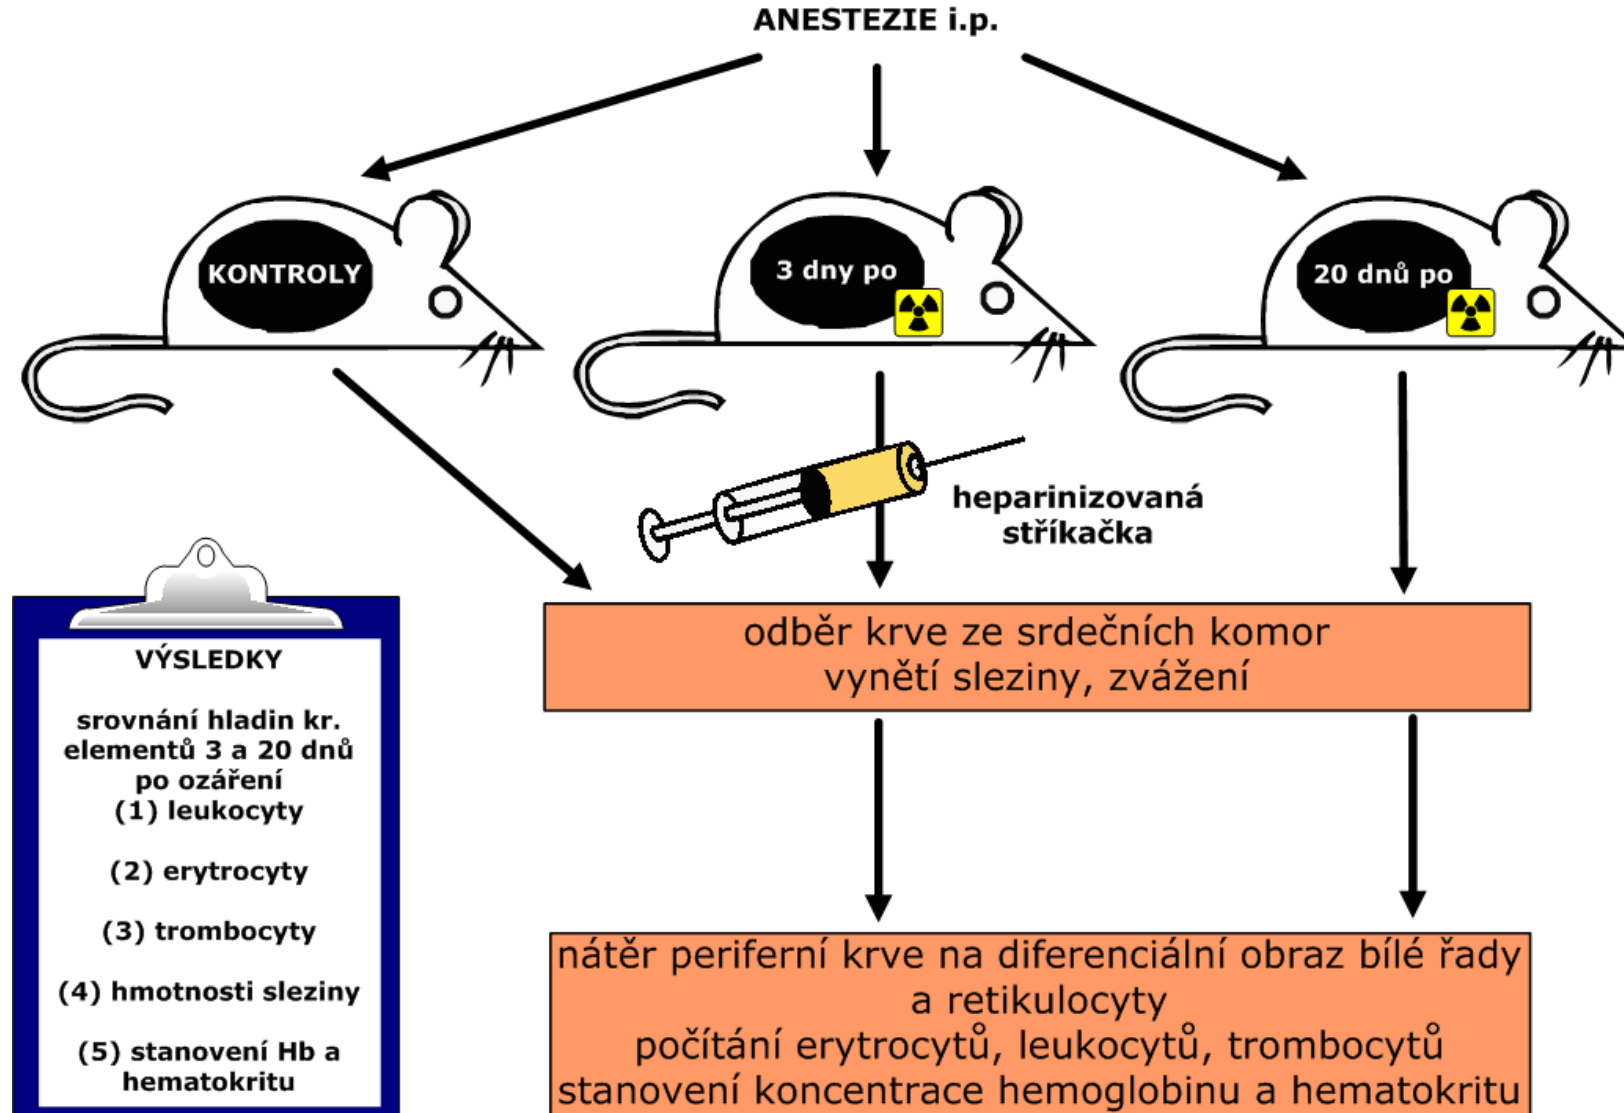 ANESTEZIE i.p.
KONTROLY
3 dny po
20 dnů po
heparinizovaná
stříkačka
odběr krve ze srdečních komor
vynětí sleziny, zvážení
VÝSLEDKY
srovnání hladin kr.
elementů 3 a 20 dnů
po ozáření
(1) leukocyty
(2) erytrocyty
(3) trombocyty
(4) hmotnosti sleziny
(5) stanovení Hb a
hematokritu
nátěr periferní krve na diferenciální obraz bílé řady
a retikulocyty
počítání erytrocytů, leukocytů, trombocytů
stanovení koncentrace hemoglobinu a hematokritu